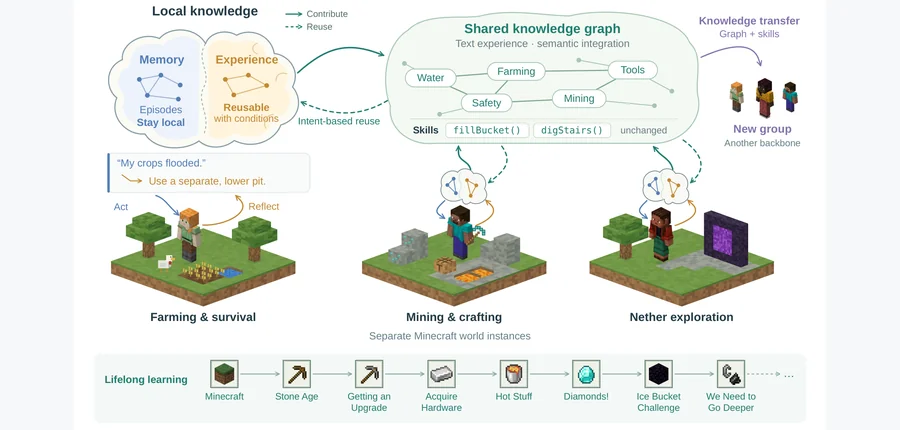 Local knowledge
Contribute
Reuse
Memory
Episodes
Stay local
Experience
Reusable
with conditions
Intent-based reuse
Shared knowledge graph
Text experience · semantic integration
Water
Farming
Tools
Safety
Mining
Skills
fillBucket()
digStairs()
unchanged
Knowledge transfer
Graph + skills
New group
Another backbone
“My crops flooded.”
Use a separate, lower pit.
Act
Reflect
Farming & survival
Mining & crafting
Nether exploration
Separate Minecraft world instances
Lifelong learning
Minecraft
Stone Age
Getting an
Upgrade
Acquire
Hardware
Hot Stuff
Diamonds!
Ice Bucket
Challenge
We Need to
Go Deeper
...